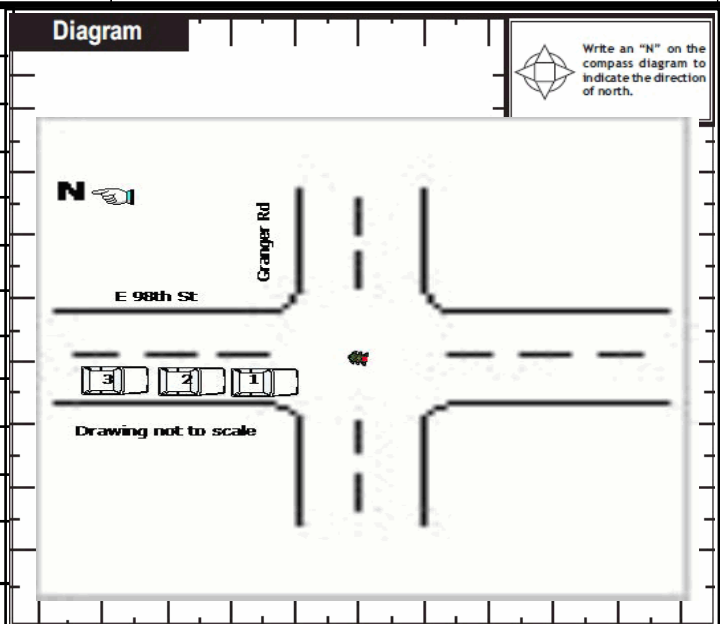 Diagram
Write an “N” on the
compass diagram to
indicate the direction
of north.
N
Granger Rd
E 98th St
3
2
1
Drawing not to scale